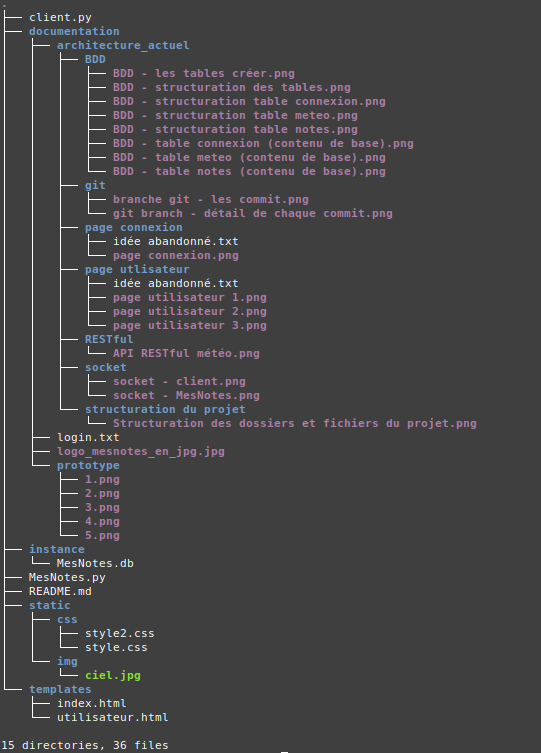 .
├── client.py
├── documentation
│   ├── architecture_actuel
│   │   ├── BDD
│   │   │   ├── BDD - les tables créer.png
│   │   │   ├── BDD - structuration des tables.png
│   │   │   ├── BDD - structuration table connexion.png
│   │   │   ├── BDD - structuration table meteo.png
│   │   │   ├── BDD - structuration table notes.png
│   │   │   ├── BDD - table connexion (contenu de base).png
│   │   │   ├── BDD - table meteo (contenu de base).png
│   │   │   └── BDD - table notes (contenu de base).png
│   │   ├── git
│   │   │   ├── branche git - les commit.png
│   │   │   └── git branch - détail de chaque commit.png
│   │   ├── page connexion
│   │   │   ├── idée abandonné.txt
│   │   │   └── page connexion.png
│   │   ├── page utlisateur
│   │   │   ├── idée abandonné.txt
│   │   │   ├── page utilisateur 1.png
│   │   │   ├── page utilisateur 2.png
│   │   │   └── page utilisateur 3.png
│   │   ├── RESTful
│   │   │   └── API RESTful météo.png
│   │   ├── socket
│   │   │   ├── socket - client.png
│   │   │   └── socket - MesNotes.png
│   │   └── structuration du projet
│   │       └── Structuration des dossiers et fichiers du projet.png
│   ├── login.txt
│   ├── logo_mesnotes_en_jpg.jpg
│   └── prototype
│       ├── 1.png
│       ├── 2.png
│       ├── 3.png
│       ├── 4.png
│       └── 5.png
├── instance
│   └── MesNotes.db
├── MesNotes.py
├── README.md
├── static
│   ├── css
│   │   ├── style2.css
│   │   └── style.css
│   └── img
│       └── ciel.jpg
└── templates
    ├── index.html
    └── utilisateur.html

15 directories, 36 files